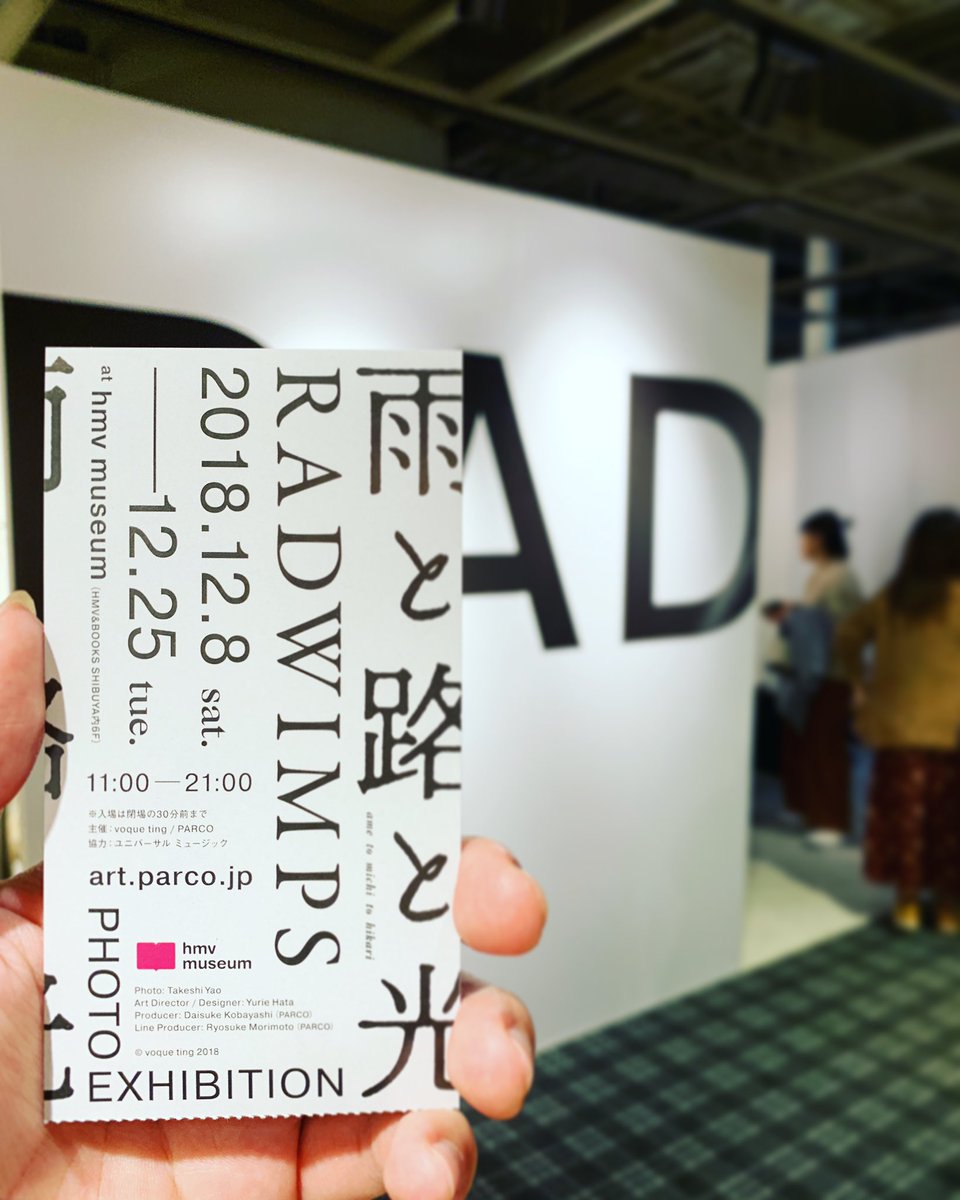 雨と路と光
ame to michi to hikari
RADWIMPS
2018.12.8 sat.
12.25 tue.
at hmv museum (HMV&BOOKS SHIBUYA内6F)
11:00—21:00
※入場は閉場の30分前まで
主催：voque ting / PARCO
協力：ユニバーサル ミュージック
art.parco.jp
hmv
museum
Photo: Takeshi Yao
Art Director / Designer: Yurie Hata
Producer: Daisuke Kobayashi (PARCO)
Line Producer: Ryosuke Morimoto (PARCO)
© voque ting 2018
PHOTO
EXHIBITION
RAD